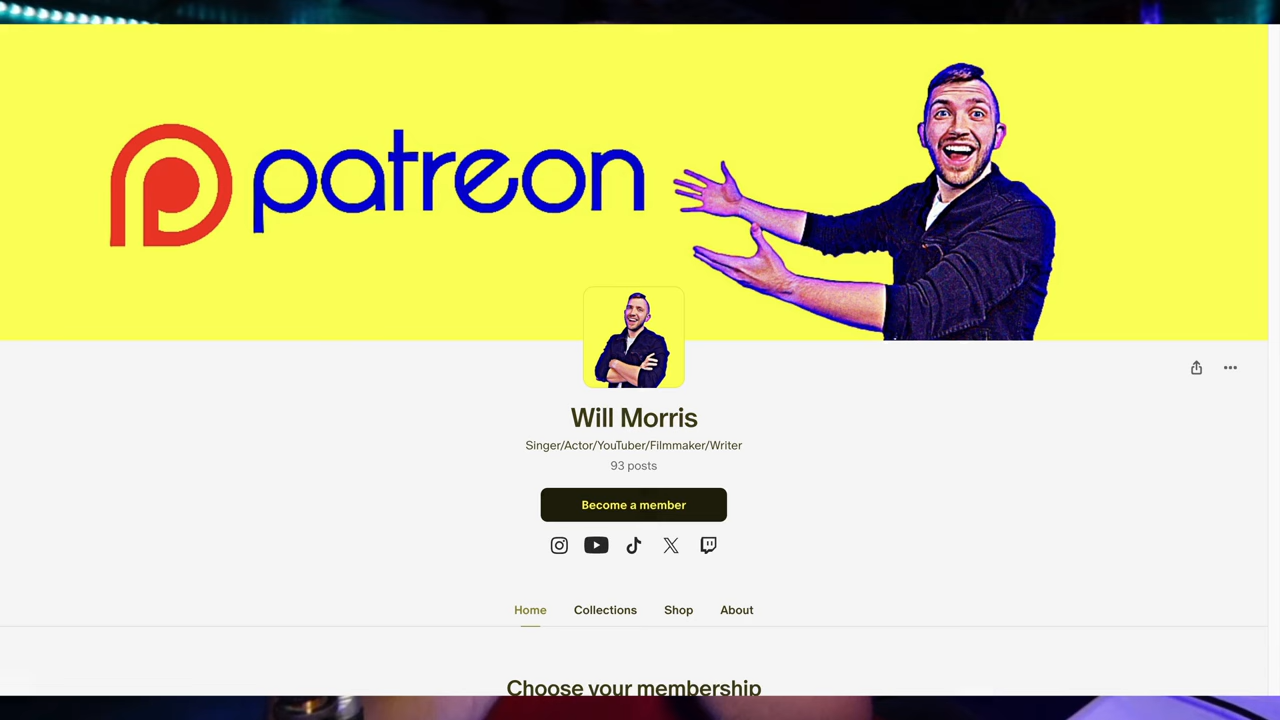 patreon
Will Morris
Singer/Actor/YouTuber/Filmmaker/Writer
93 posts
Become a member
Home Collections Shop About
Choose your membership